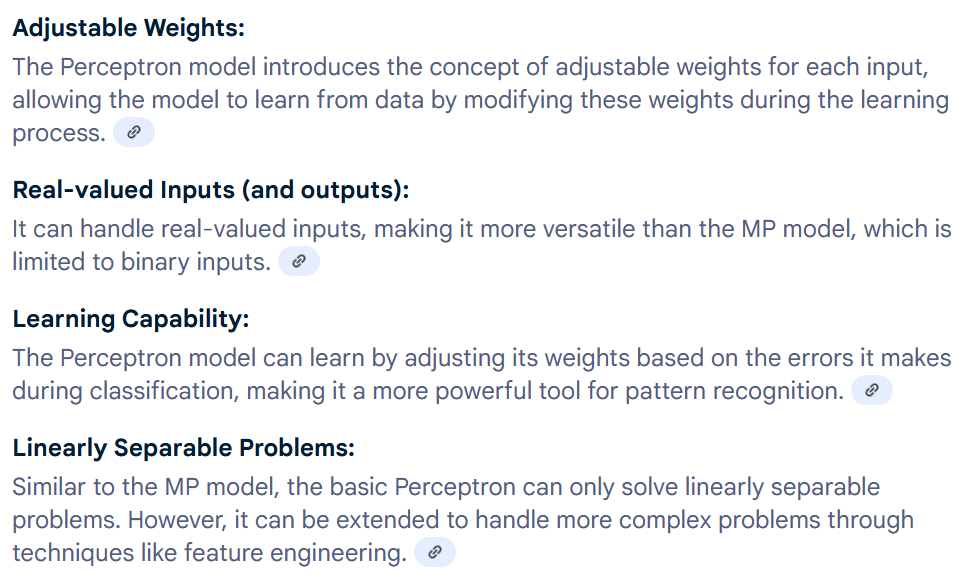 Adjustable Weights:
The Perceptron model introduces the concept of adjustable weights for each input,
allowing the model to learn from data by modifying these weights during the learning
process.
Real-valued Inputs (and outputs):
It can handle real-valued inputs, making it more versatile than the MP model, which is
limited to binary inputs.
Learning Capability:
The Perceptron model can learn by adjusting its weights based on the errors it makes
during classification, making it a more powerful tool for pattern recognition.
Linearly Separable Problems:
Similar to the MP model, the basic Perceptron can only solve linearly separable
problems. However, it can be extended to handle more complex problems through
techniques like feature engineering.